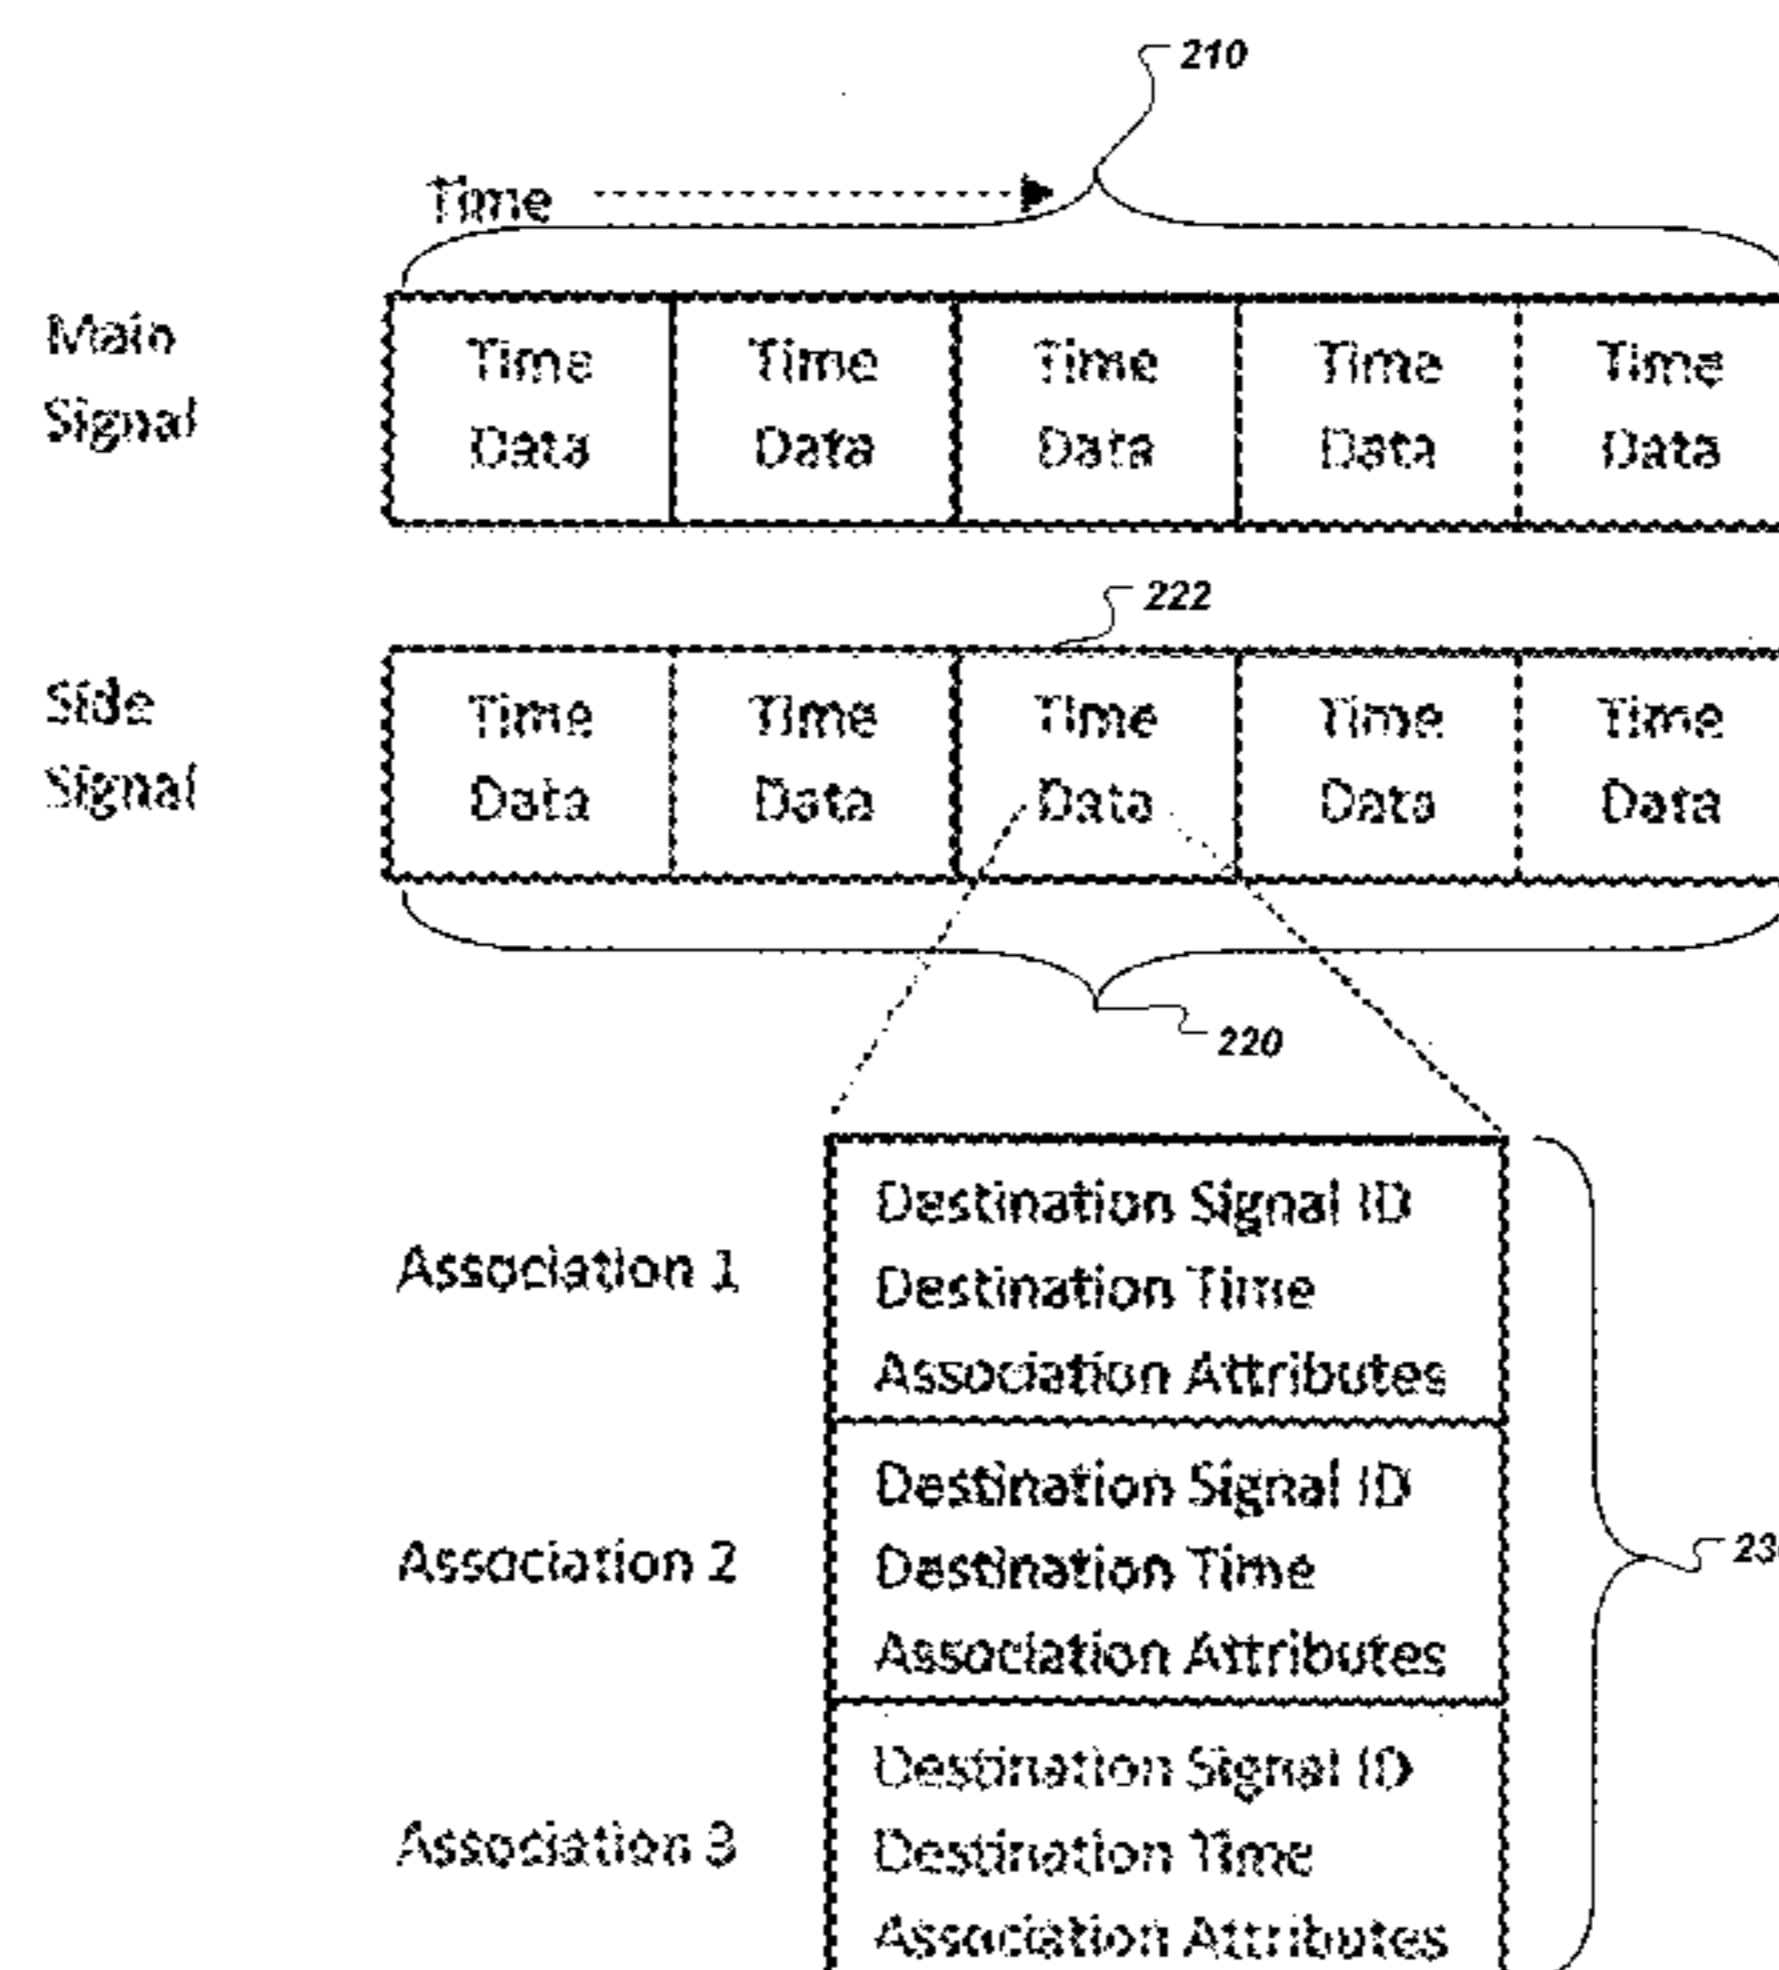 210
Time
Main
Signal
Time Time Time Time Time
Data Data Data Data Data
222
Side
Signal
Time Time Time Time Time
Data Data Data Data Data
220
Association 1
Destination Signal ID
Destination Time
Association Attributes
Association 2
Destination Signal ID
Destination Time
Association Attributes
Association 3
Destination Signal ID
Destination Time
Association Attributes